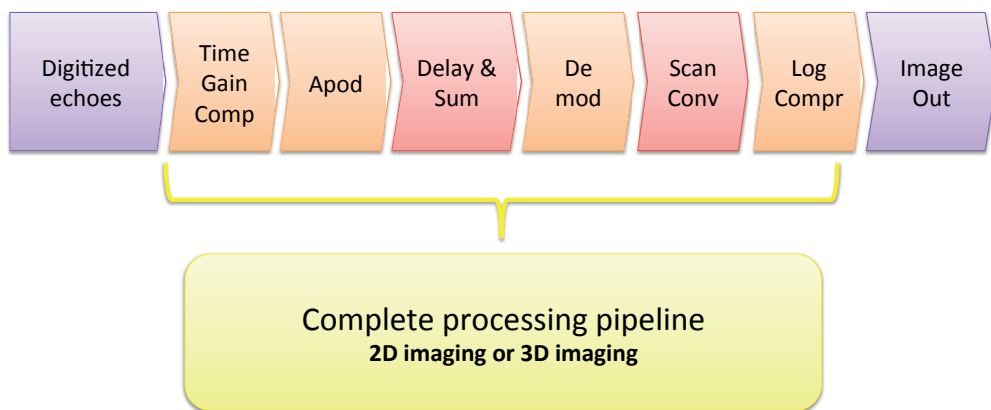 Digitized
echoes
Time
Gain
Comp
Apod
Delay &
Sum
De
mod
Scan
Conv
Log
Compr
Image
Out
Complete processing pipeline
2D imaging or 3D imaging